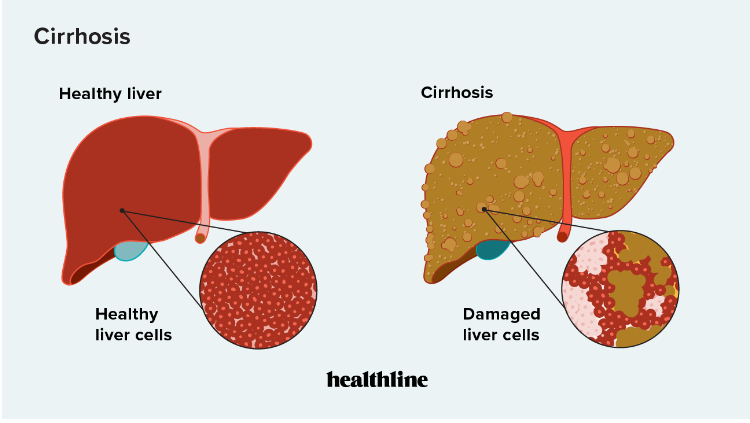 Cirrhosis
Healthy liver
Cirrhosis
Healthy
liver cells
Damaged
liver cells
healthline